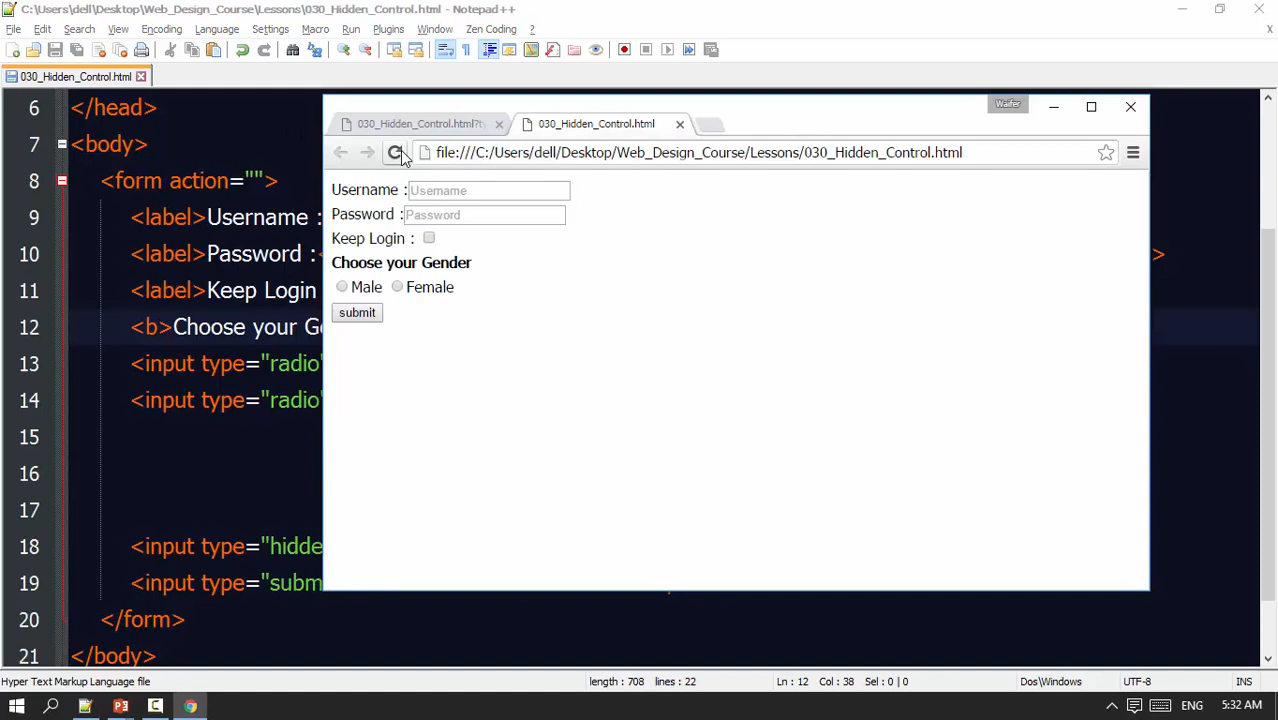 C:\Users\dell\Desktop\Web_Design_Course\Lessons\030_Hidden_Control.html - Notepad++
File Edit Search View Encoding Language Settings Macro Run Plugins Window Zen Coding ? X
030_Hidden_Control.html
Waifer
030_Hidden_Control.html?
030_Hidden_Control.html
file:///C:/Users/dell/Desktop/Web_Design_Course/Lessons/030_Hidden_Control.html
Username : Username
Password : Password
Keep Login :
Choose your Gender
Male Female
submit
6 </head>
7 <body>
8 <form action="">
9 <label>Username :
10 <label>Password :< >
11 <label>Keep Login
12 <b>Choose your Ge
13 <input type="radio"
14 <input type="radio"
15
16
17
18 <input type="hidde
19 <input type="subm
20 </form>
21 </body>
Hyper Text Markup Language file length : 708 lines : 22 Ln : 12 Col : 38 Sel : 0 | 0 Dos\Windows UTF-8 INS
ENG 5:32 AM